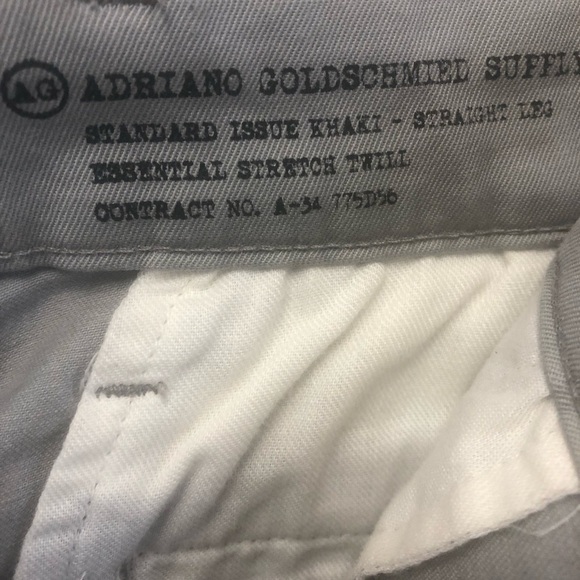 AG ADRIANO GOLDSCHMIED SUPPLY
STANDARD ISSUE KHAKI - STRAIGHT LEG
ESSENTIAL STRETCH TWILL
CONTRACT NO. A-34 775D56